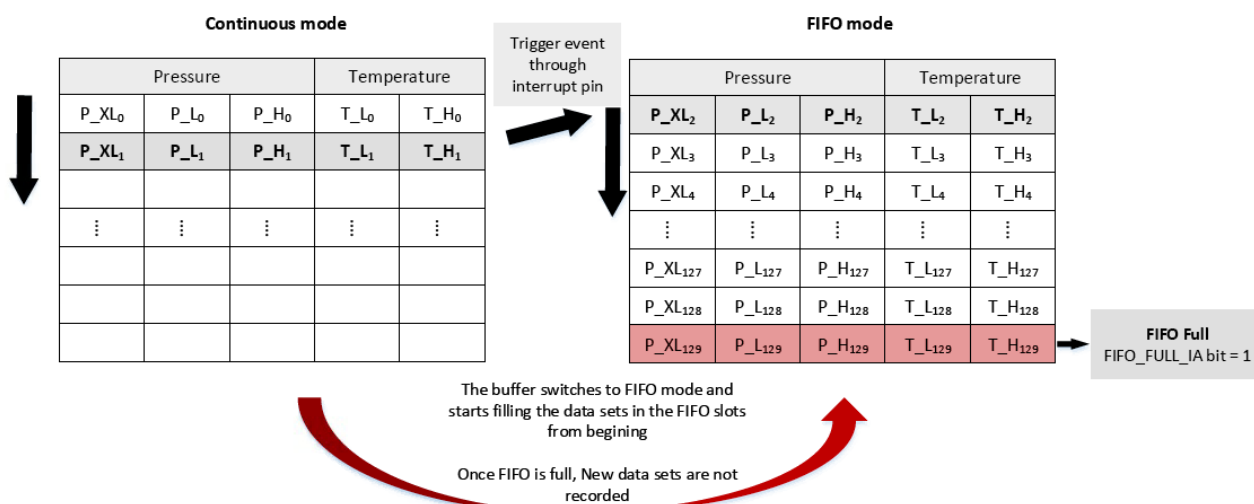 Continuous mode
Pressure Temperature
P_XL₀ P_L₀ P_H₀ T_L₀ T_H₀
P_XL₁ P_L₁ P_H₁ T_L₁ T_H₁
⋮ ⋮ ⋮ ⋮ ⋮
Trigger event
through
interrupt pin
FIFO mode
Pressure Temperature
P_XL₂ P_L₂ P_H₂ T_L₂ T_H₂
P_XL₃ P_L₃ P_H₃ T_L₃ T_H₃
P_XL₄ P_L₄ P_H₄ T_L₄ T_H₄
⋮ ⋮ ⋮ ⋮ ⋮
P_XL₁₂₇ P_L₁₂₇ P_H₁₂₇ T_L₁₂₇ T_H₁₂₇
P_XL₁₂₈ P_L₁₂₈ P_H₁₂₈ T_L₁₂₈ T_H₁₂₈
P_XL₁₂₉ P_L₁₂₉ P_H₁₂₉ T_L₁₂₉ T_H₁₂₉
FIFO Full
FIFO_FULL_IA bit = 1
The buffer switches to FIFO mode and
starts filling the data sets in the FIFO slots
from begining
Once FIFO is full, New data sets are not
recorded